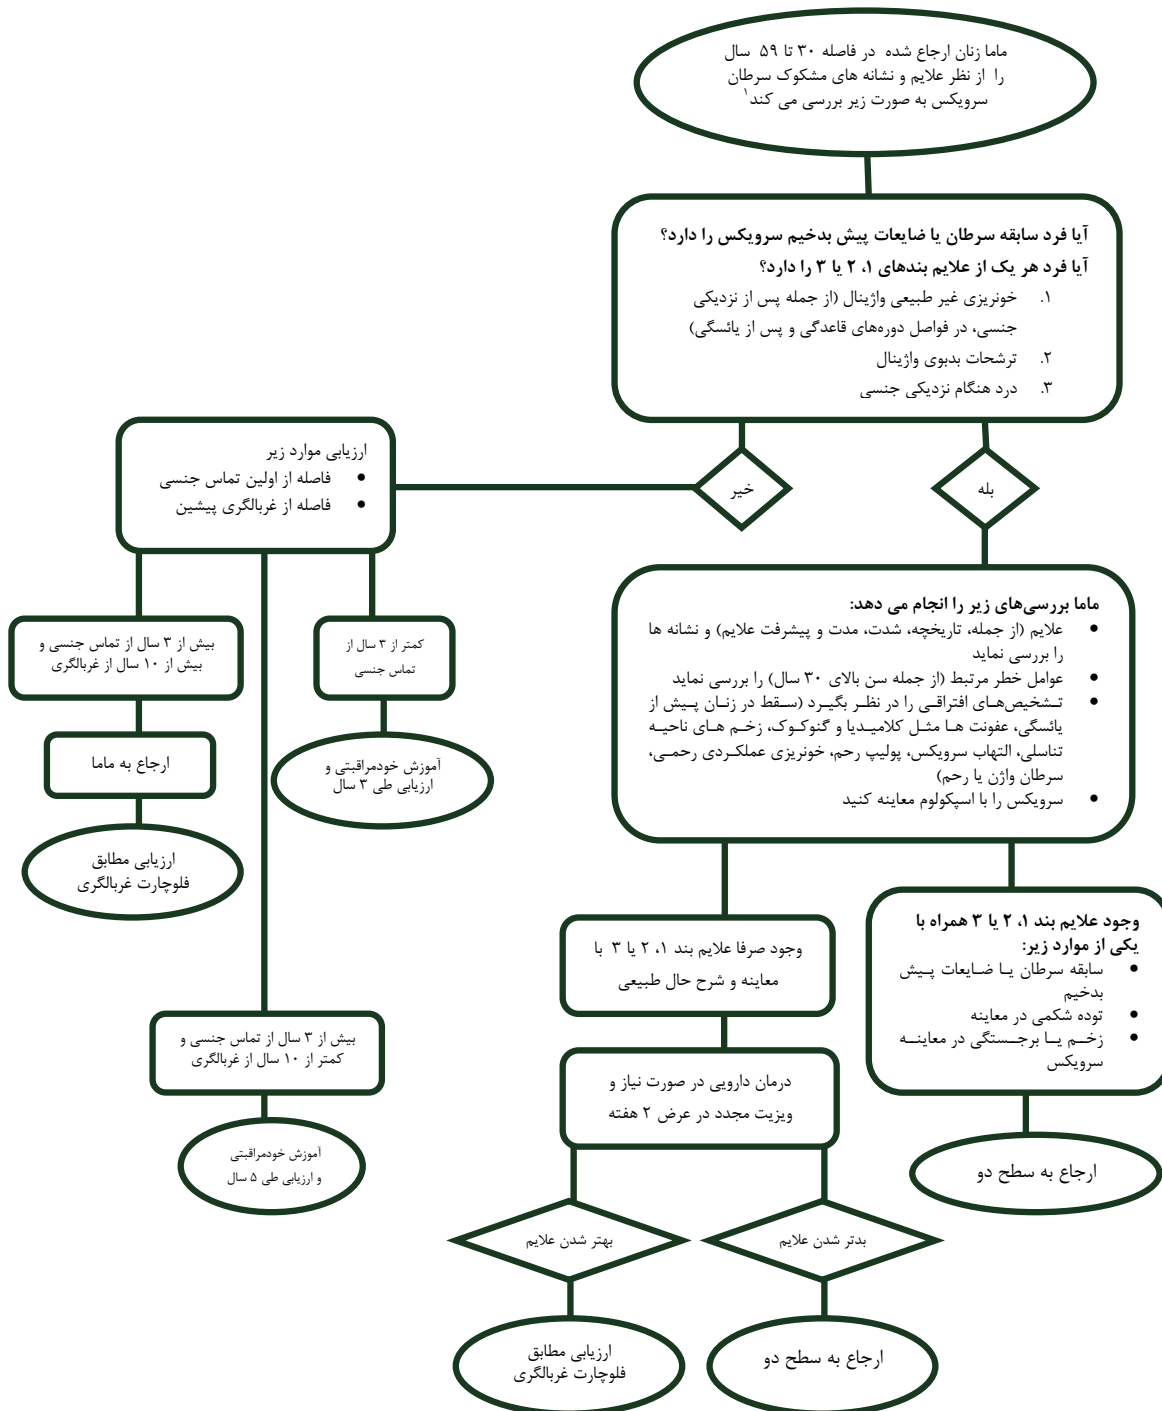 ماما زنان ارجاع شده در فاصله ۳۰ تا ۵۹ سال
را از نظر علایم و نشانه های مشکوک سرطان
سرویکس به صورت زیر بررسی می کند۱
آیا فرد سابقه سرطان یا ضایعات پیش بدخیم سرویکس را دارد؟
آیا فرد هر یک از علایم بندهای ۱، ۲ یا ۳ را دارد؟
۱. خونریزی غیر طبیعی واژینال (از جمله پس از نزدیکی
جنسی، در فواصل دوره‌های قاعدگی و پس از یائسگی)
۲. ترشحات بدبوی واژینال
۳. درد هنگام نزدیکی جنسی
بله
خیر
ارزیابی موارد زیر
• فاصله از اولین تماس جنسی
• فاصله از غربالگری پیشین
کمتر از ۳ سال از
تماس جنسی
آموزش خودمراقبتی و
ارزیابی طی ۳ سال
بیش از ۳ سال از تماس جنسی و
بیش از ۱۰ سال از غربالگری
ارجاع به ماما
ارزیابی مطابق
فلوچارت غربالگری
بیش از ۳ سال از تماس جنسی و
کمتر از ۱۰ سال از غربالگری
آموزش خودمراقبتی
و ارزیابی طی ۵ سال
ماما بررسی‌های زیر را انجام می دهد:
• علایم (از جمله، تاریخچه، شدت، مدت و پیشرفت علایم) و نشانه ها
را بررسی نماید
• عوامل خطر مرتبط (از جمله سن بالای ۳۰ سال) را بررسی نماید
• تشخیص‌های افتراقی را در نظر بگیرد (سقط در زنان پیش از
یائسگی، عفونت ها مثل کلامیدیا و گنوکوک، زخم های ناحیه
تناسلی، التهاب سرویکس، پولیپ رحم، خونریزی عملکردی رحمی،
سرطان واژن یا رحم)
• سرویکس را با اسپکولوم معاینه کنید
وجود علایم بند ۱، ۲ یا ۳ همراه با
یکی از موارد زیر:
• سابقه سرطان یا ضایعات پیش
بدخیم
• توده شکمی در معاینه
• زخم یا برجستگی در معاینه
سرویکس
ارجاع به سطح دو
وجود صرفا علایم بند ۱، ۲ یا ۳ با
معاینه و شرح حال طبیعی
درمان دارویی در صورت نیاز و
ویزیت مجدد در عرض ۲ هفته
بدتر شدن علایم
بهتر شدن علایم
ارجاع به سطح دو
ارزیابی مطابق
فلوچارت غربالگری